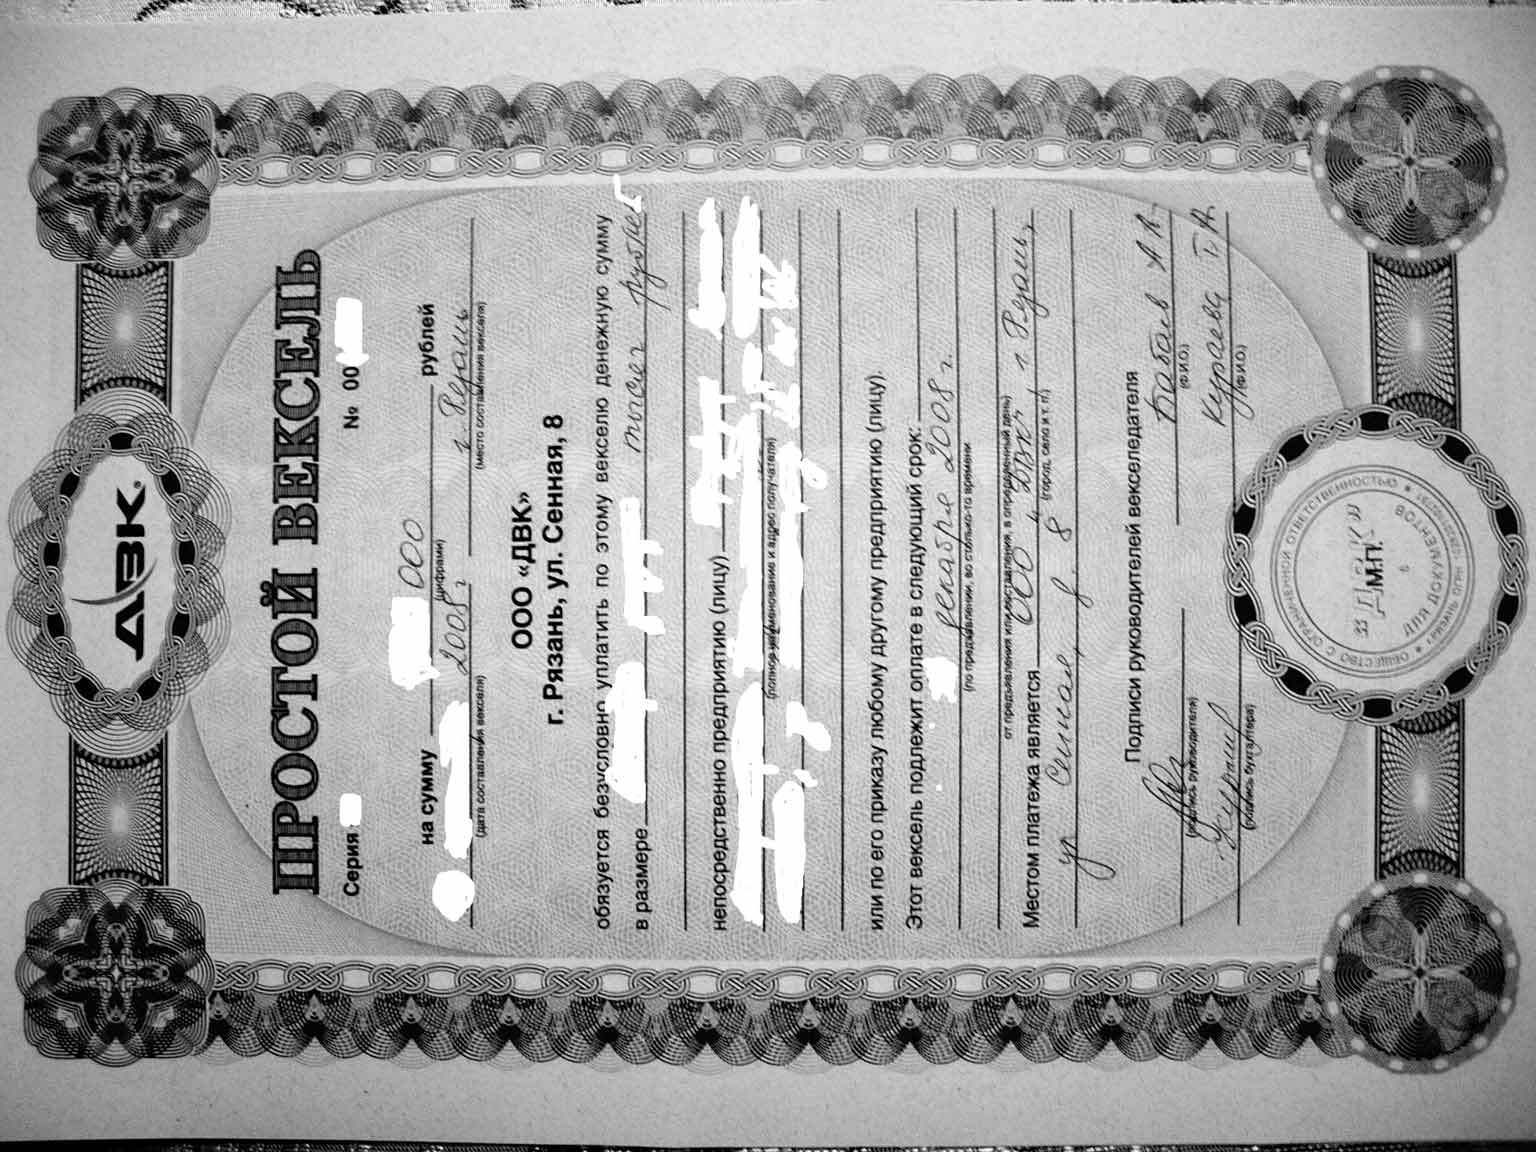 ДВК
ПРОСТОЙ ВЕКСЕЛЬ
Серия № 00
на сумму 000 рублей
(цифрами)
2008 г. г. Рязань
(дата составления векселя) (место составления векселя)
ООО «ДВК»
г. Рязань, ул. Сенная, 8
обязуется безусловно уплатить по этому векселю денежную сумму
в размере тысяч рублей
непосредственно предприятию (лицу)
(полное наименование и адрес получателя)
или по его приказу любому другому предприятию (лицу).
Этот вексель подлежит оплате в следующий срок:
декабря 2008 г.
(по предъявлении, во столько-то времени
от предъявления или выставления, в определенный день)
Местом платежа является ООО "ДВК", г. Рязань,
(город, село и т. п.)
ул. Сенная, д. 8
Подписи руководителей векселедателя
Бабаев А.В.
(подпись руководителя) (Ф.И.О.)
Кураева Т.А.
(подпись бухгалтера) (Ф.И.О.)
ОБЩЕСТВО С ОГРАНИЧЕННОЙ ОТВЕТСТВЕННОСТЬЮ
"ДВК"
М.П.
ДЛЯ ДОКУМЕНТОВ